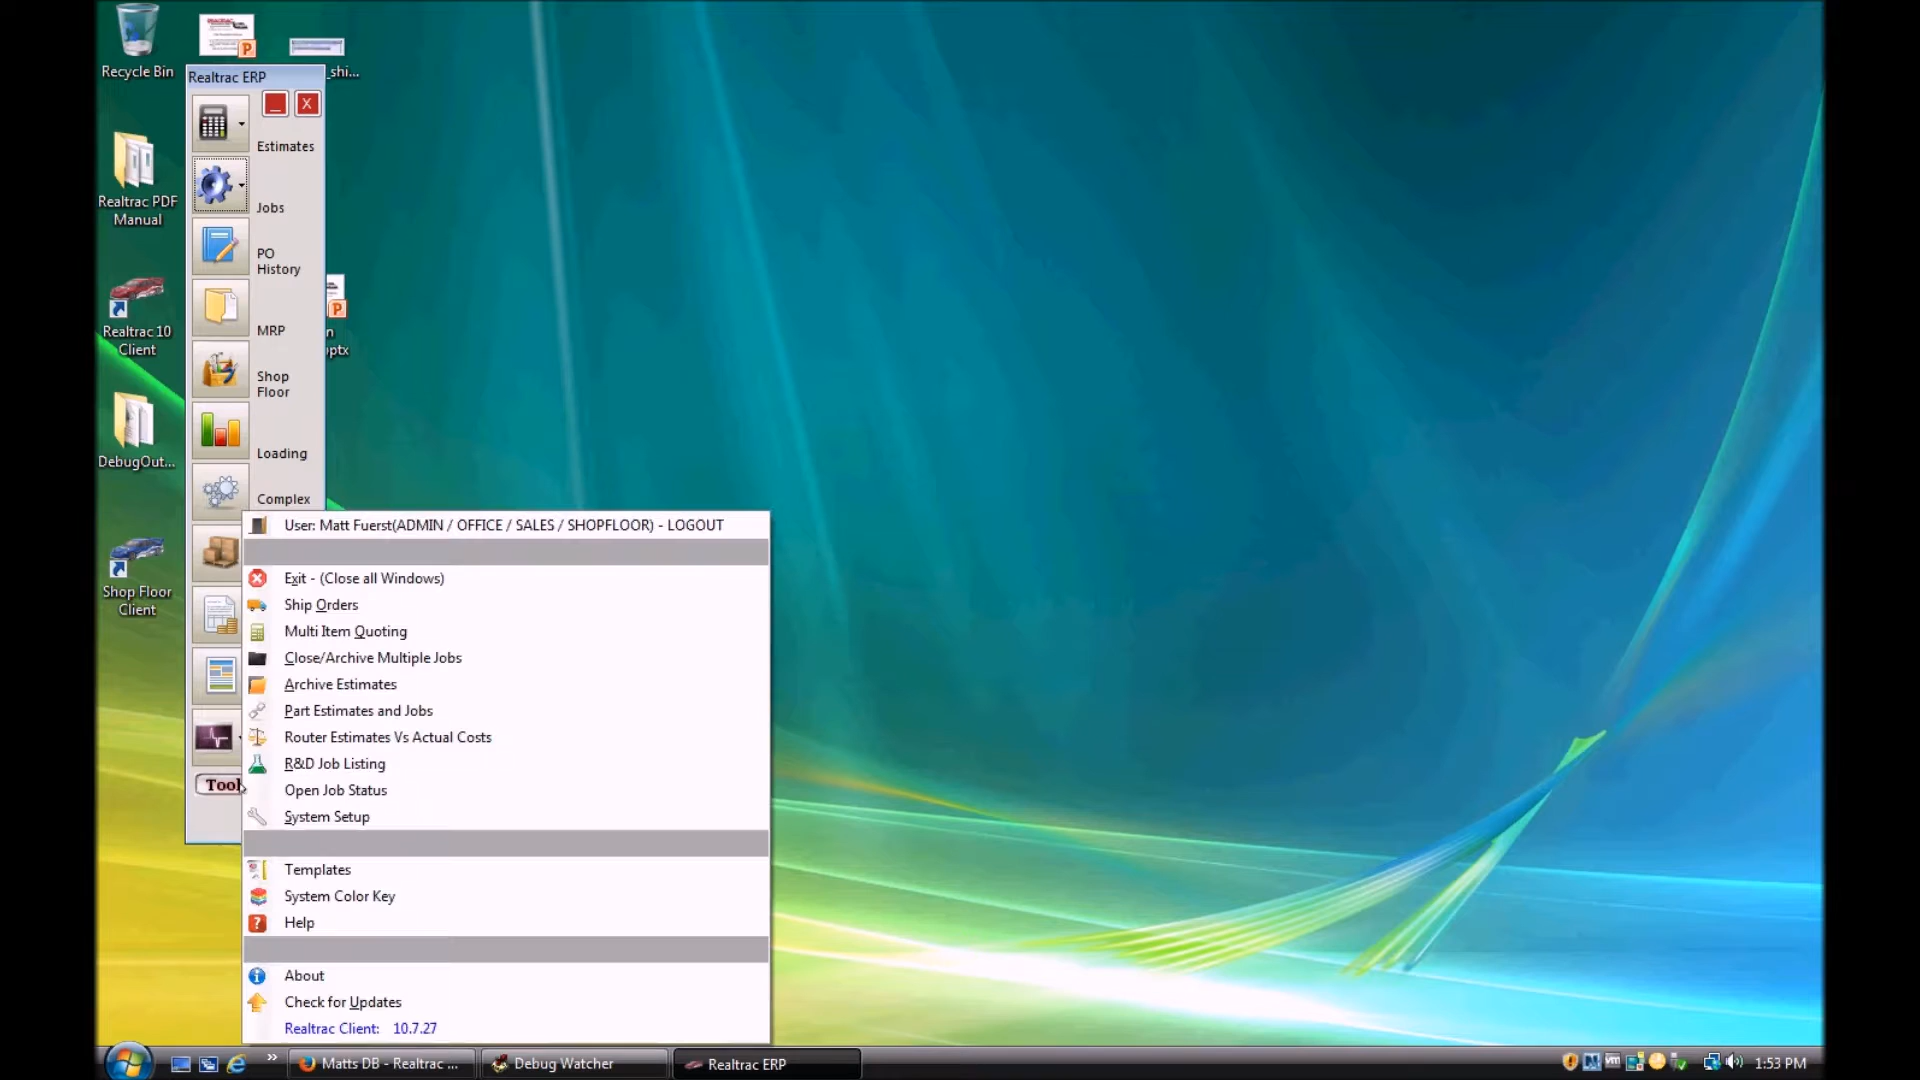 Recycle Bin
_shi...
Realtrac ERP
X
Estimates
Realtrac PDF
Manual
Jobs
PO
History
MRP
Realtrac 10
Client
n
ptx
Shop
Floor
Loading
DebugOut...
Complex
User: Matt Fuerst(ADMIN / OFFICE / SALES / SHOPFLOOR) - LOGOUT
Exit - (Close all Windows)
Shop Floor
Client
Ship Orders
Multi Item Quoting
Close/Archive Multiple Jobs
Archive Estimates
Part Estimates and Jobs
Router Estimates Vs Actual Costs
R&D Job Listing
Tool
Open Job Status
System Setup
Templates
System Color Key
Help
About
Check for Updates
Realtrac Client: 10.7.27
Matts DB - Realtrac ...
Debug Watcher
Realtrac ERP
1:53 PM